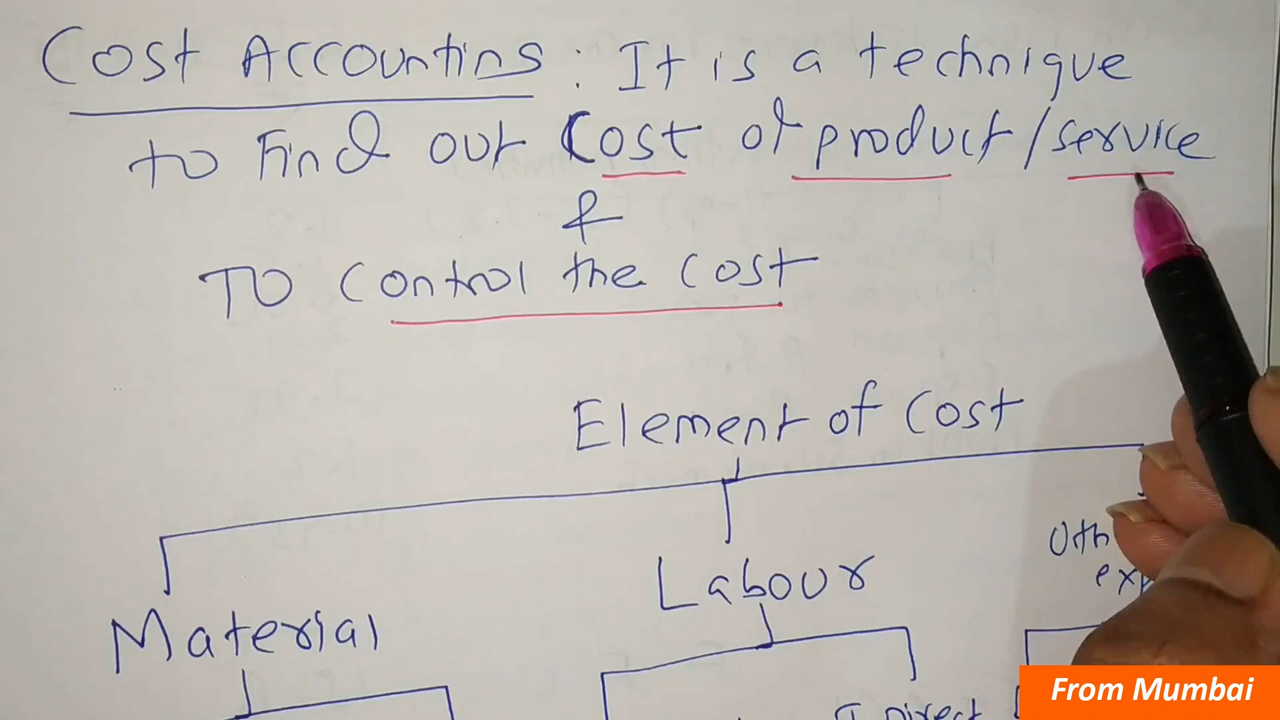 Cost Accounting : It is a technique
to Find out Cost of product/service
&
TO Control the Cost
Element of Cost
Material
Labour
From Mumbai